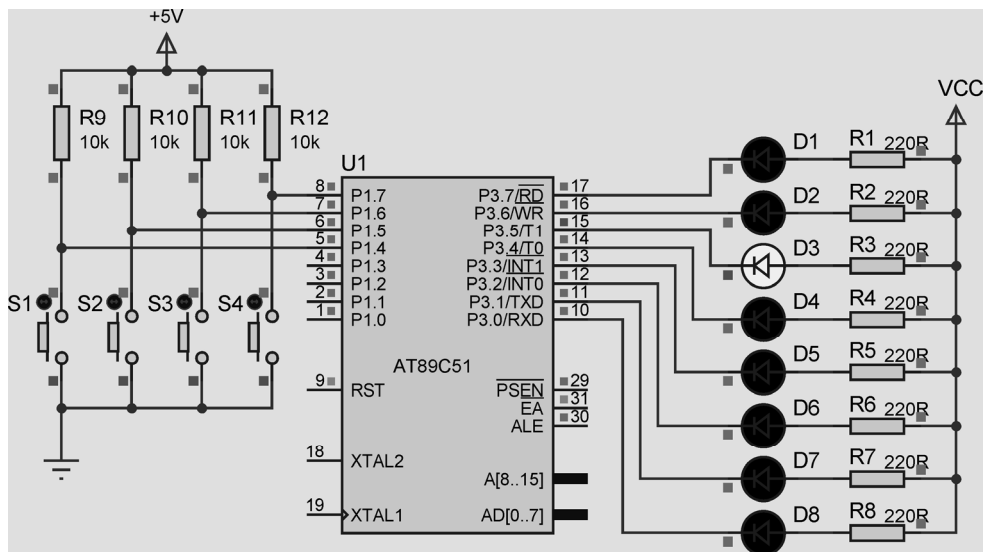 +5V
R9
10k
R10
10k
R11
10k
R12
10k
U1
8
P1.7
7
P1.6
6
P1.5
5
P1.4
4
P1.3
3
P1.2
2
P1.1
1
P1.0
9
RST
18
XTAL2
19
XTAL1
AT89C51
P3.7/RD
17
P3.6/WR
16
P3.5/T1
15
P3.4/T0
14
P3.3/INT1
13
P3.2/INT0
12
P3.1/TXD
11
P3.0/RXD
10
PSEN
29
EA
31
ALE
30
A[8..15]
AD[0..7]
S1
S2
S3
S4
VCC
D1
R1
220R
D2
R2
220R
D3
R3
220R
D4
R4
220R
D5
R5
220R
D6
R6
220R
D7
R7
220R
D8
R8
220R